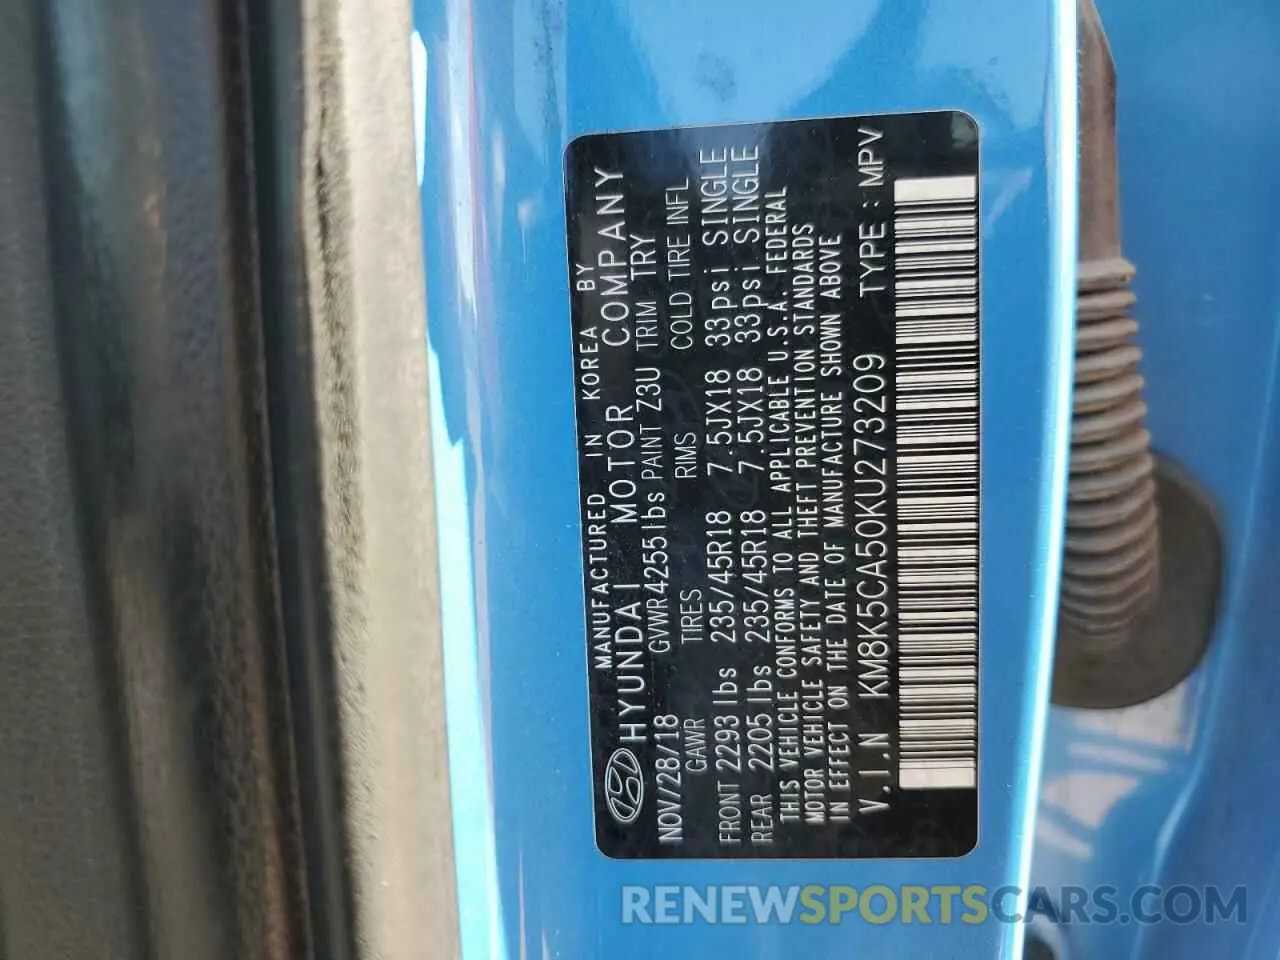 MANUFACTURED IN KOREA BY
HYUNDAI MOTOR COMPANY
NOV/28/18 GVWR4255lbs PAINT Z3U TRIM TRY
GAWR TIRES RIMS COLD TIRE INFL
FRONT 2293lbs 235/45R18 7.5JX18 33psi SINGLE
REAR 2205lbs 235/45R18 7.5JX18 33psi SINGLE
THIS VEHICLE CONFORMS TO ALL APPLICABLE U.S.A. FEDERAL
MOTOR VEHICLE SAFETY AND THEFT PREVENTION STANDARDS
IN EFFECT ON THE DATE OF MANUFACTURE SHOWN ABOVE
V.I.N KM8K5CA50KU273209 TYPE : MPV
RENEWSPORTSCARS.COM